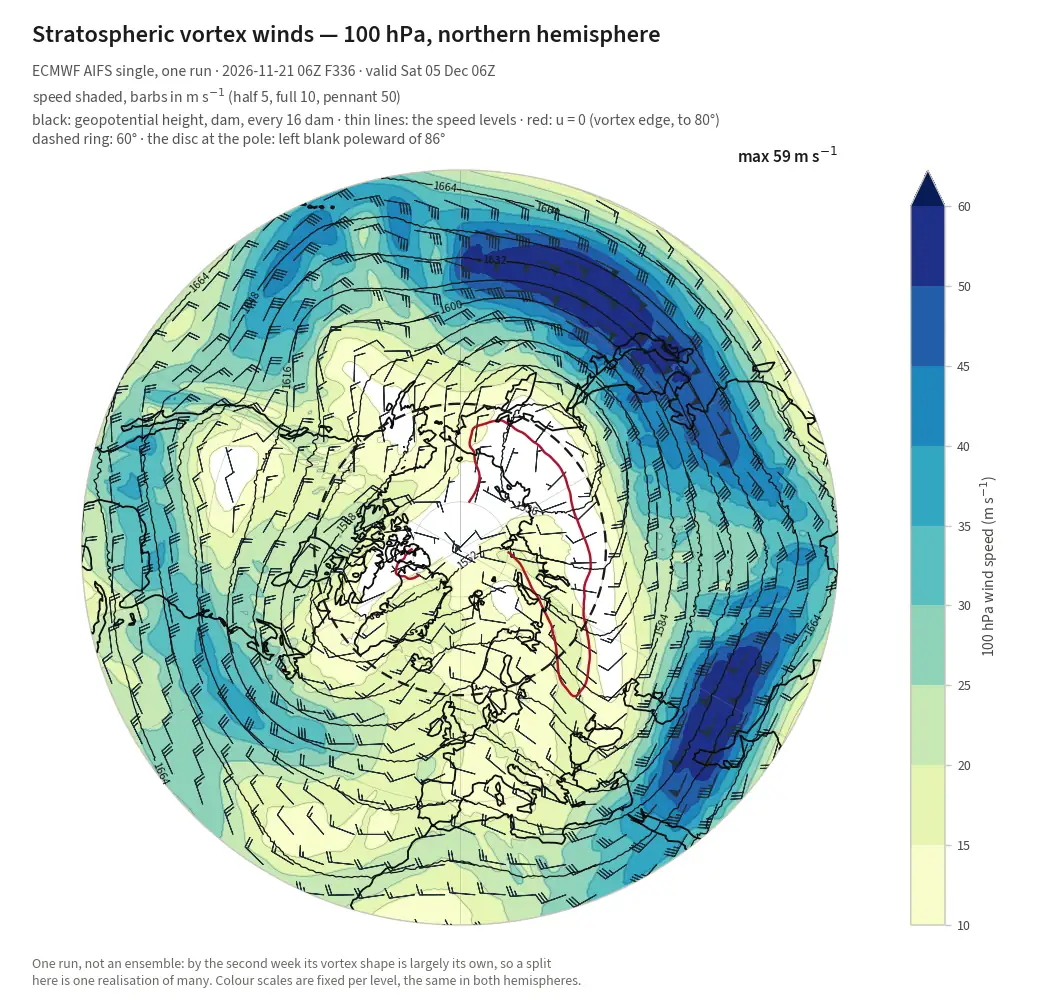 Stratospheric vortex winds — 100 hPa, northern hemisphere
ECMWF AIFS single, one run · 2026-11-21 06Z F336 · valid Sat 05 Dec 06Z
speed shaded, barbs in m s⁻¹ (half 5, full 10, pennant 50)
black: geopotential height, dam, every 16 dam · thin lines: the speed levels · red: u = 0 (vortex edge, to 80°)
dashed ring: 60° · the disc at the pole: left blank poleward of 86°
max 59 m s⁻¹
1664
1632
1600
1664
1616
1584
1664
1664
60
50
45
40
35
30
25
20
15
10
100 hPa wind speed (m s⁻¹)
One run, not an ensemble: by the second week its vortex shape is largely its own, so a split
here is one realisation of many. Colour scales are fixed per level, the same in both hemispheres.